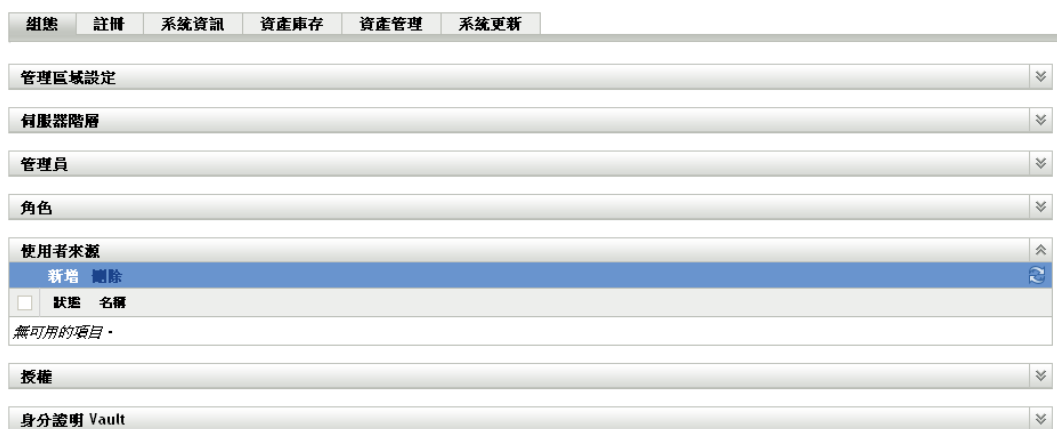 組態 註冊 系統資訊 資產庫存 資產管理 系統更新
管理區域設定
伺服器階層
管理員
角色
使用者來源
新增 刪除
狀態 名稱
無可用的項目。
授權
身分證明 Vault